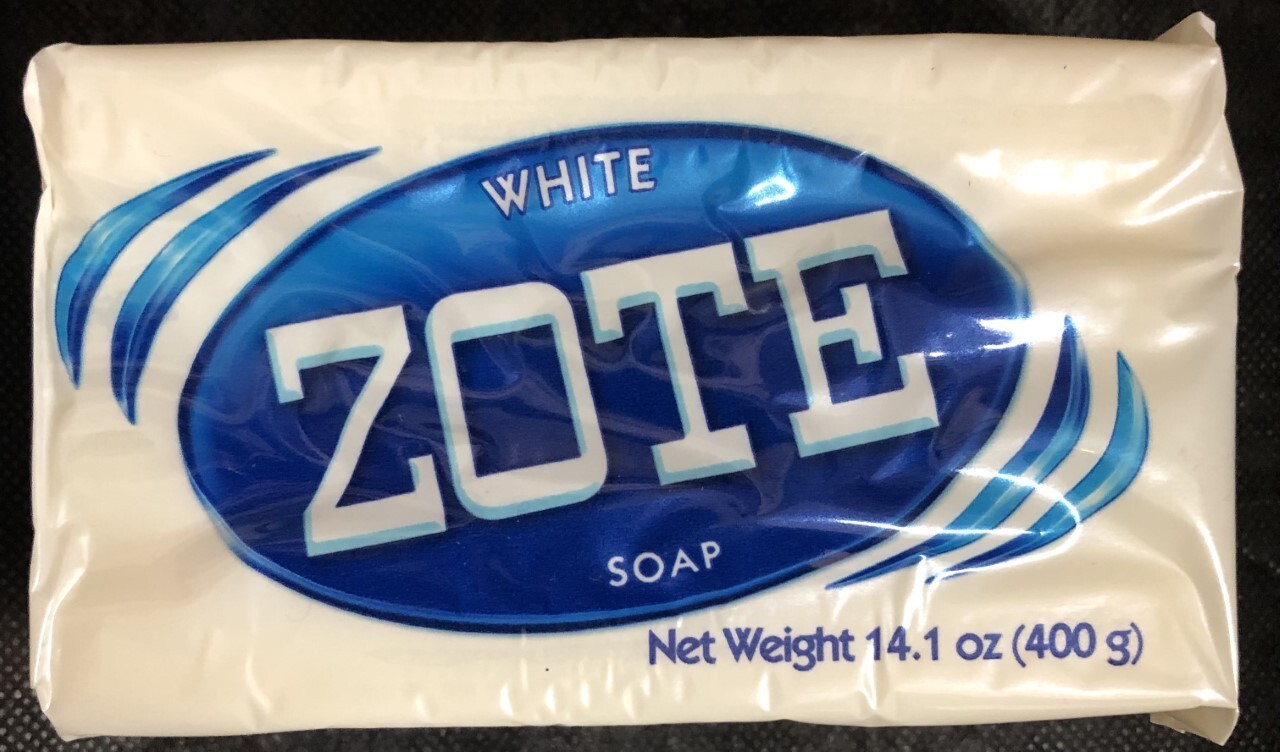 WHITE
ZOTE
SOAP
Net Weight 14.1 oz (400 g)